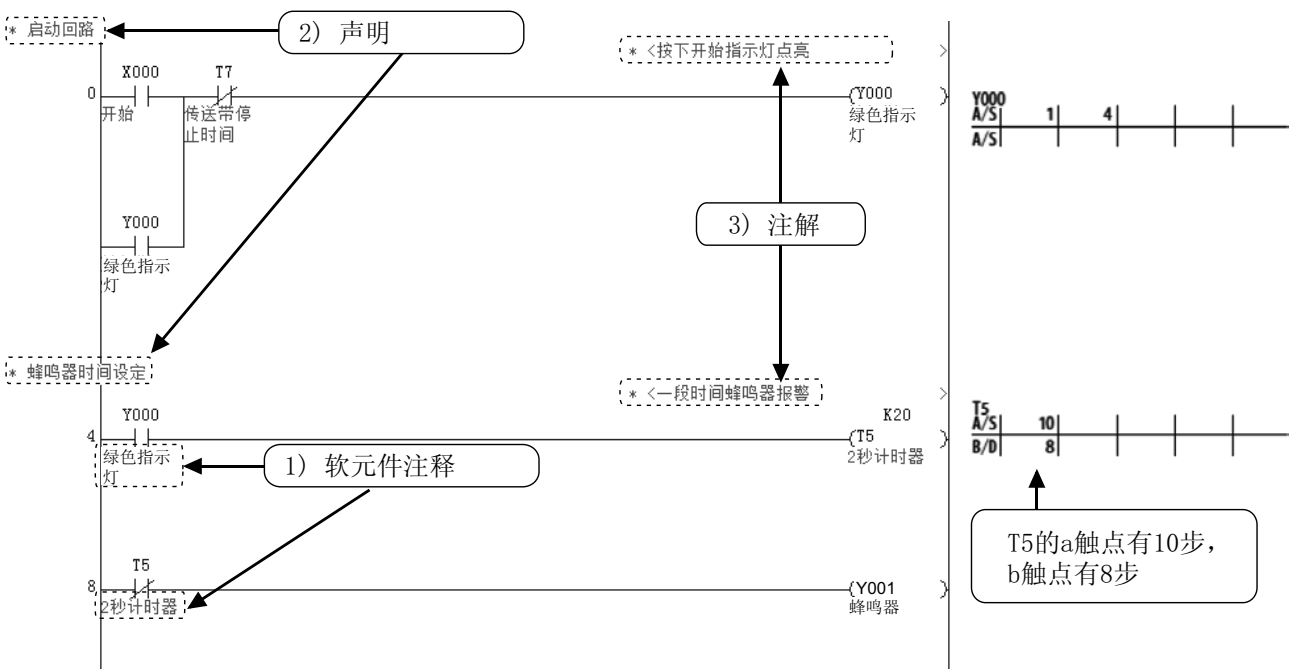 * 启动回路
2) 声明
* <按下开始指示灯点亮 >
X000 T7
0 (Y000 )
开始 传送带停 绿色指示
止时间 灯
Y000
A/S 1 4
A/S
3) 注解
Y000
绿色指示
灯
* 蜂鸣器时间设定
* <一段时间蜂鸣器报警 >
Y000 K20
4 (T5 )
绿色指示 2秒计时器
灯
T5
A/S 10
B/D 8
1) 软元件注释
T5的a触点有10步,
b触点有8步
T5
8 (Y001 )
2秒计时器 蜂鸣器